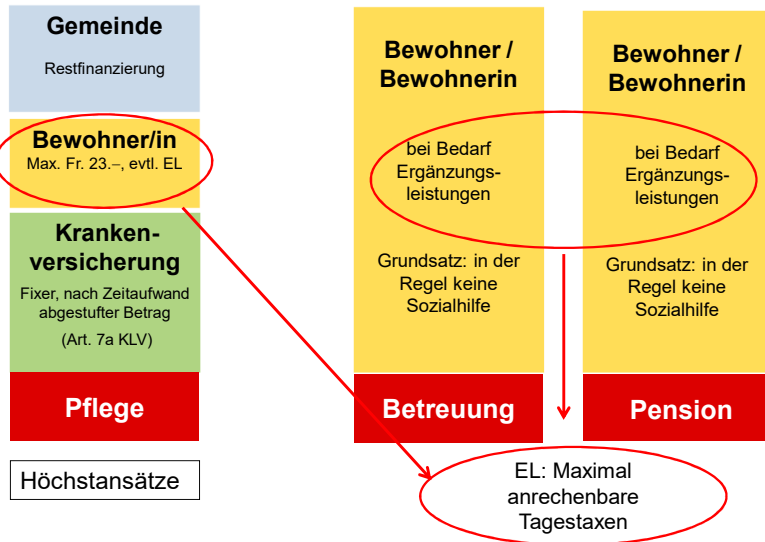 Gemeinde
Restfinanzierung
Bewohner/in
Max. Fr. 23.–, evtl. EL
Kranken-
versicherung
Fixer, nach Zeitaufwand
abgestufter Betrag
(Art. 7a KLV)
Pflege
Höchstansätze
Bewohner /
Bewohnerin
bei Bedarf
Ergänzungs-
leistungen
Grundsatz: in der
Regel keine
Sozialhilfe
Betreuung
Bewohner /
Bewohnerin
bei Bedarf
Ergänzungs-
leistungen
Grundsatz: in der
Regel keine
Sozialhilfe
Pension
EL: Maximal
anrechenbare
Tagestaxen